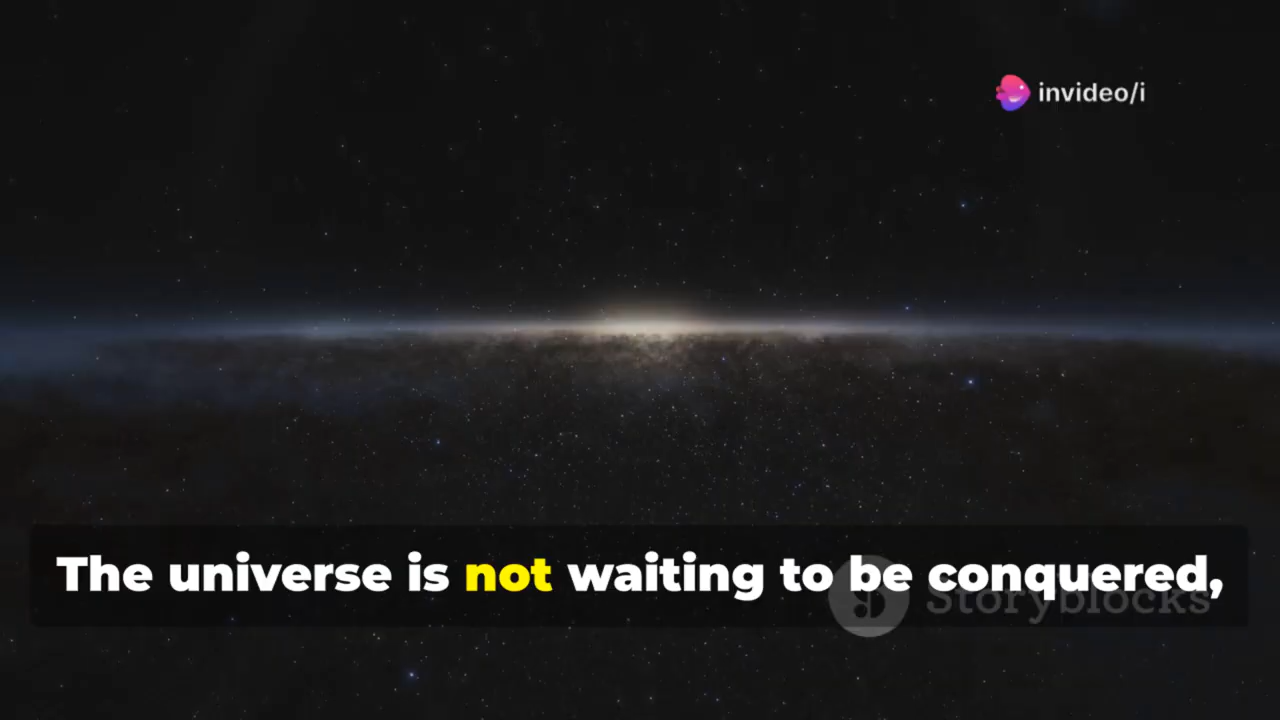 invideo/i
The universe is not waiting to be conquered,
Storyblocks